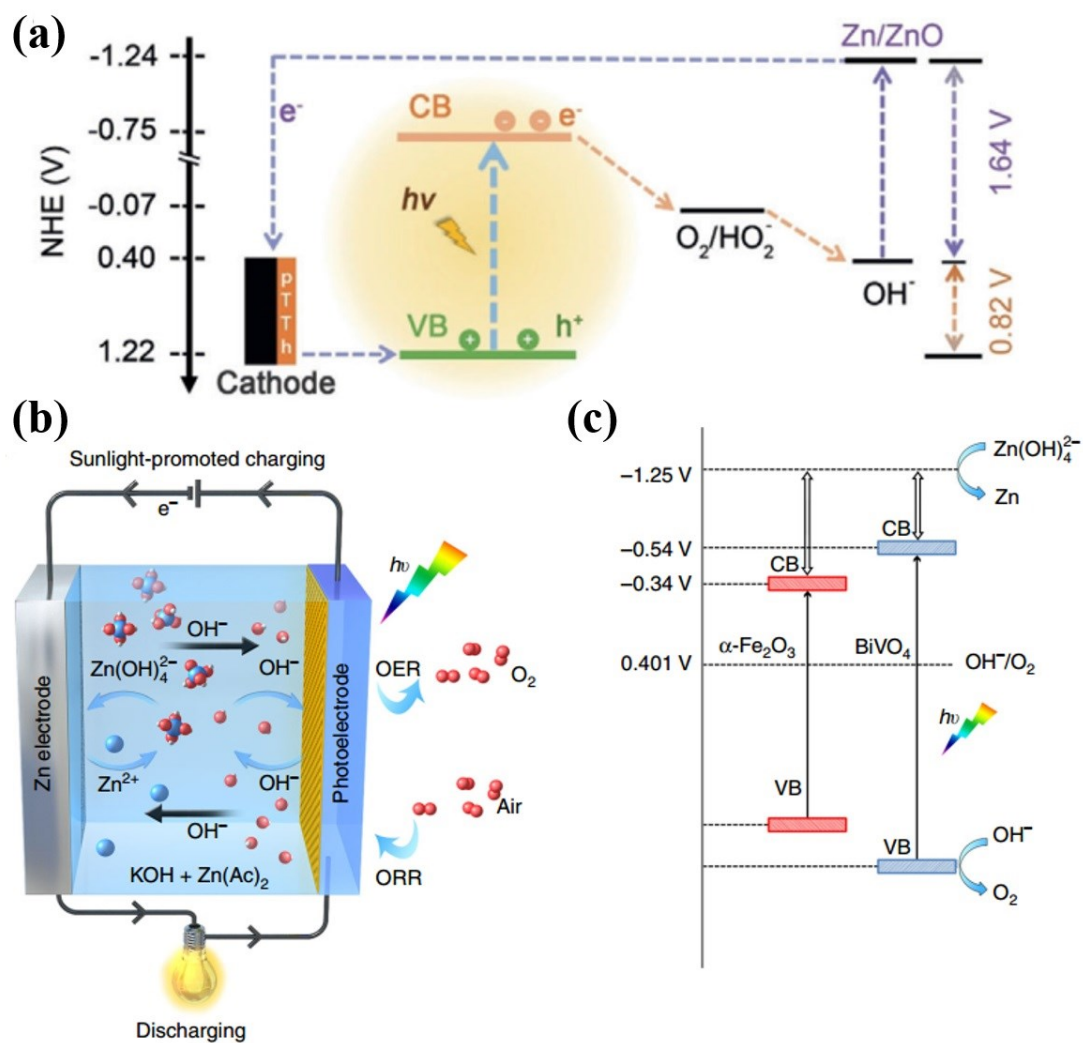 (a)
NHE (V)
-1.24
-0.75
-0.07
0.40
1.22
e-
pTTh
Cathode
CB
e-
hν
VB
h+
O2/HO2-
Zn/ZnO
OH-
1.64 V
0.82 V
(b)
Sunlight-promoted charging
e–
hυ
Zn electrode
Photoelectrode
OH–
Zn(OH)42–
OH–
OER
O2
Zn2+
OH–
Air
OH–
KOH + Zn(Ac)2
ORR
Discharging
(c)
–1.25 V
–0.54 V
–0.34 V
0.401 V
Zn(OH)42–
Zn
CB
CB
α-Fe2O3
BiVO4
OH–/O2
hυ
VB
VB
OH–
O2